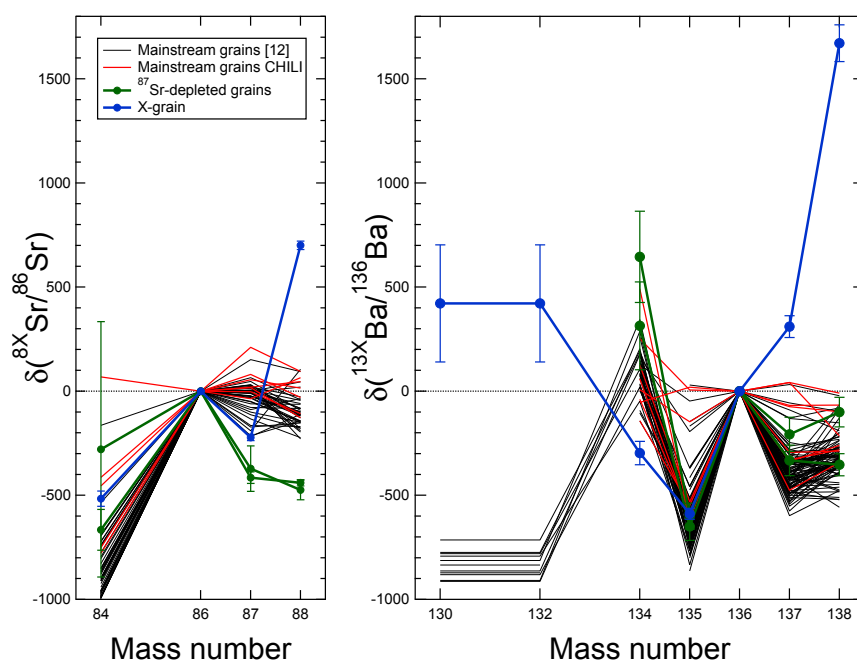 Mainstream grains [12]
Mainstream grains CHILI
⁸⁷Sr-depleted grains
X-grain
δ(⁸ˣSr/⁸⁶Sr)
1500
1000
500
0
-500
-1000
84 86 87 88
Mass number
δ(¹³ˣBa/¹³⁶Ba)
1500
1000
500
0
-500
-1000
130 132 134 135 136 137 138
Mass number